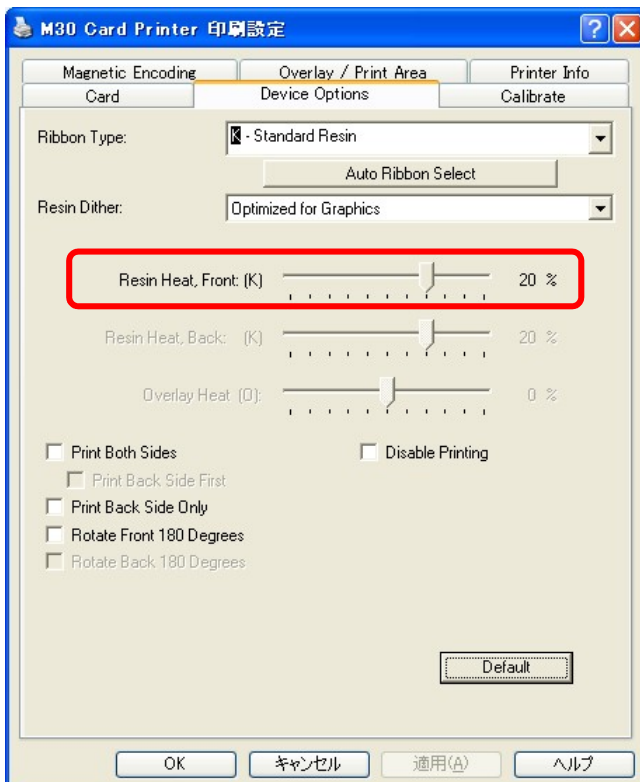 M30 Card Printer 印刷設定
Magnetic Encoding Overlay / Print Area Printer Info
Card Device Options Calibrate
Ribbon Type: K - Standard Resin
Auto Ribbon Select
Resin Dither: Optimized for Graphics
Resin Heat, Front: (K) 20 %
Resin Heat, Back: (K) 20 %
Overlay Heat (O): 0 %
Print Both Sides Disable Printing
Print Back Side First
Print Back Side Only
Rotate Front 180 Degrees
Rotate Back 180 Degrees
Default
OK キャンセル 適用(A) ヘルプ